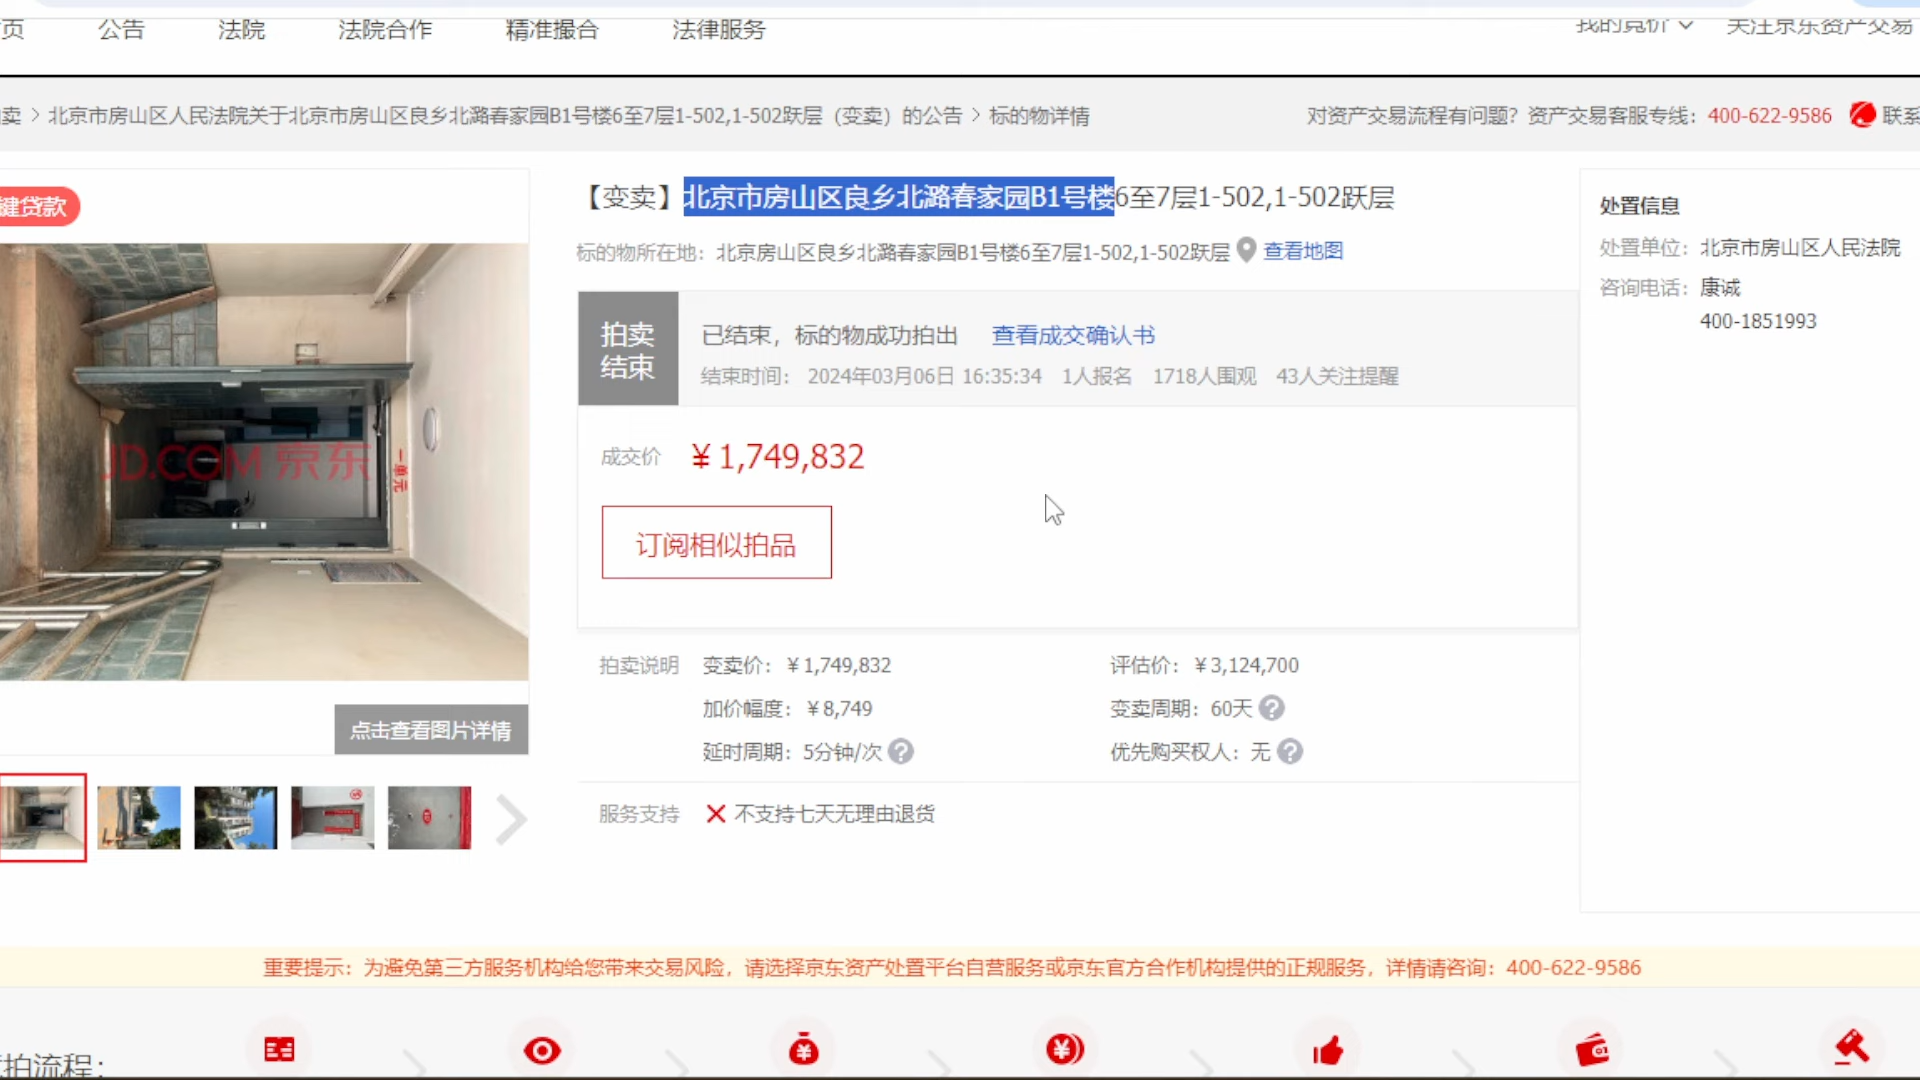 页 公告 法院 法院合作 精准撮合 法律服务 我的竞价 关注京东资产交易
卖 > 北京市房山区人民法院关于北京市房山区良乡北潞春家园B1号楼6至7层1-502,1-502跃层（变卖）的公告 > 标的物详情
对资产交易流程有问题？资产交易客服专线：400-622-9586 联系
键贷款
JD.COM 京东
一单元
点击查看图片详情
【变卖】北京市房山区良乡北潞春家园B1号楼6至7层1-502,1-502跃层
标的物所在地：北京房山区良乡北潞春家园B1号楼6至7层1-502,1-502跃层 查看地图
拍卖
结束
已结束，标的物成功拍出 查看成交确认书
结束时间： 2024年03月06日 16:35:34 1人报名 1718人围观 43人关注提醒
成交价 ¥1,749,832
订阅相似拍品
拍卖说明 变卖价：¥1,749,832 评估价：¥3,124,700
加价幅度：¥8,749 变卖周期：60天
延时周期：5分钟/次 优先购买权人：无
服务支持 不支持七天无理由退货
处置信息
处置单位：北京市房山区人民法院
咨询电话：康诚
400-1851993
重要提示：为避免第三方服务机构给您带来交易风险，请选择京东资产处置平台自营服务或京东官方合作机构提供的正规服务，详情请咨询：400-622-9586
拍流程：